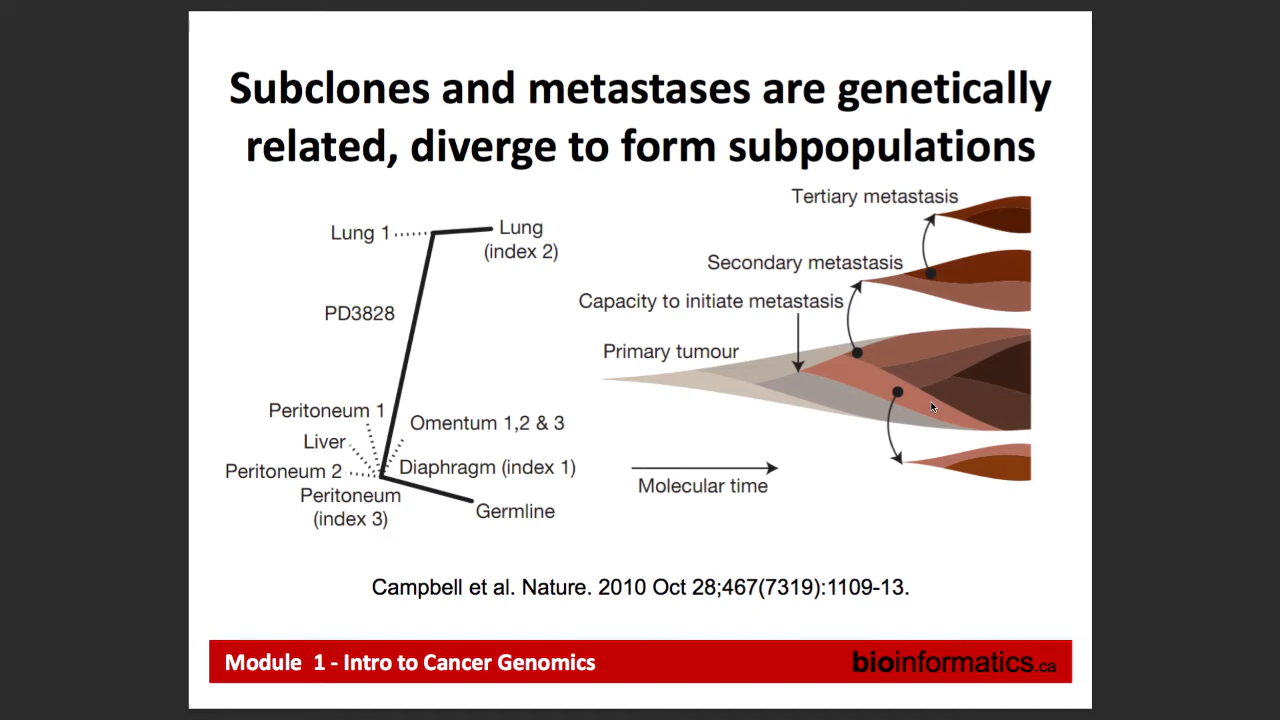 Subclones and metastases are genetically
related, diverge to form subpopulations
Lung 1
Lung
(index 2)
PD3828
Peritoneum 1
Liver
Peritoneum 2
Peritoneum
(index 3)
Omentum 1,2 & 3
Diaphragm (index 1)
Germline
Tertiary metastasis
Secondary metastasis
Capacity to initiate metastasis
Primary tumour
Molecular time
Campbell et al. Nature. 2010 Oct 28;467(7319):1109-13.
Module 1 - Intro to Cancer Genomics
bioinformatics.ca